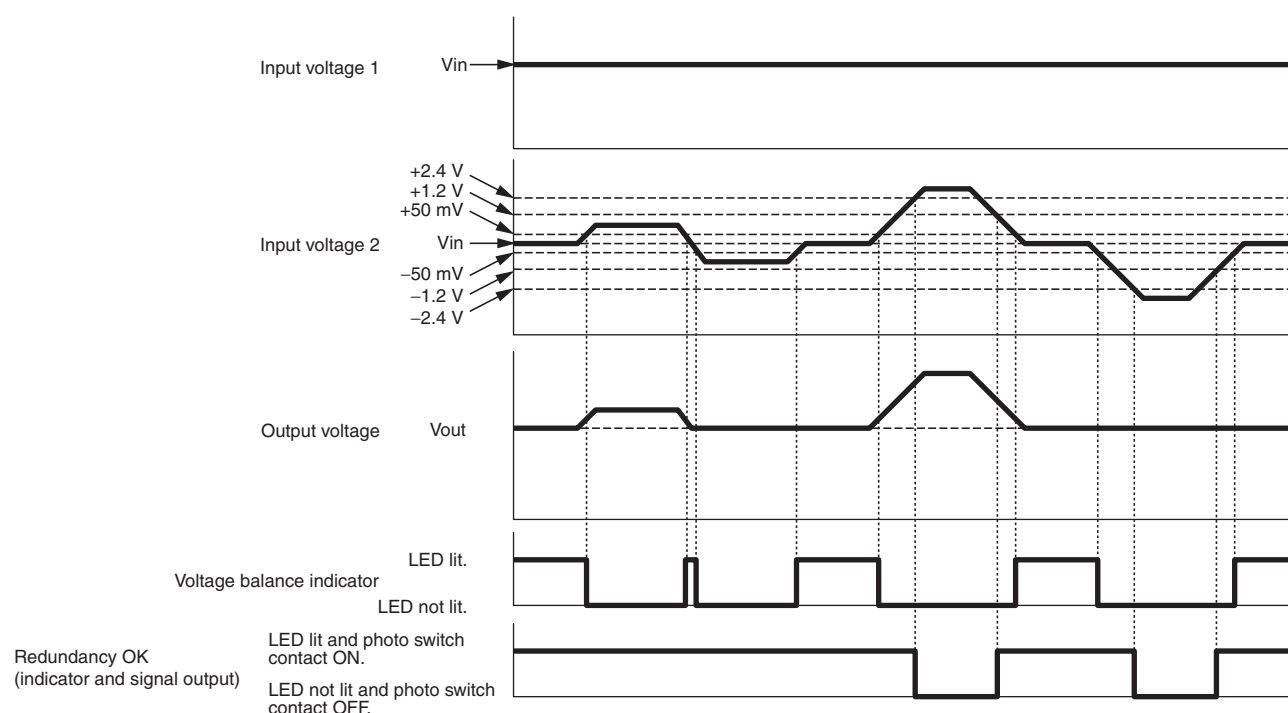 Input voltage 1 Vin
+2.4 V
+1.2 V
+50 mV
Input voltage 2 Vin
−50 mV
−1.2 V
−2.4 V
Output voltage Vout
LED lit.
Voltage balance indicator
LED not lit.
Redundancy OK
(indicator and signal output)
LED lit and photo switch
contact ON.
LED not lit and photo switch
contact OFF.